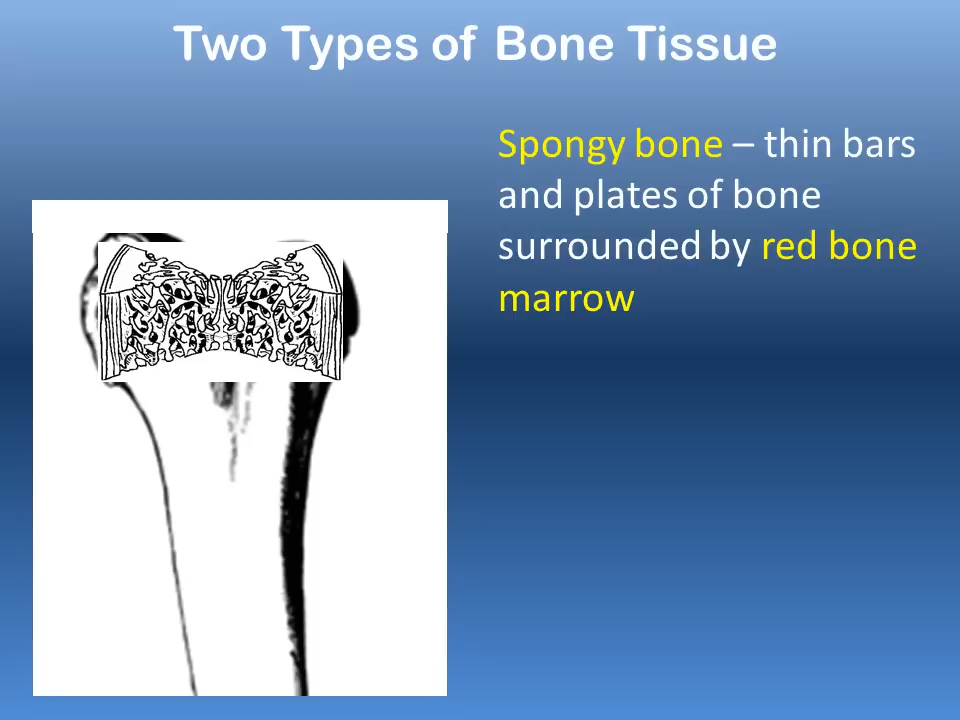 Two Types of Bone Tissue
Spongy bone – thin bars
and plates of bone
surrounded by red bone
marrow